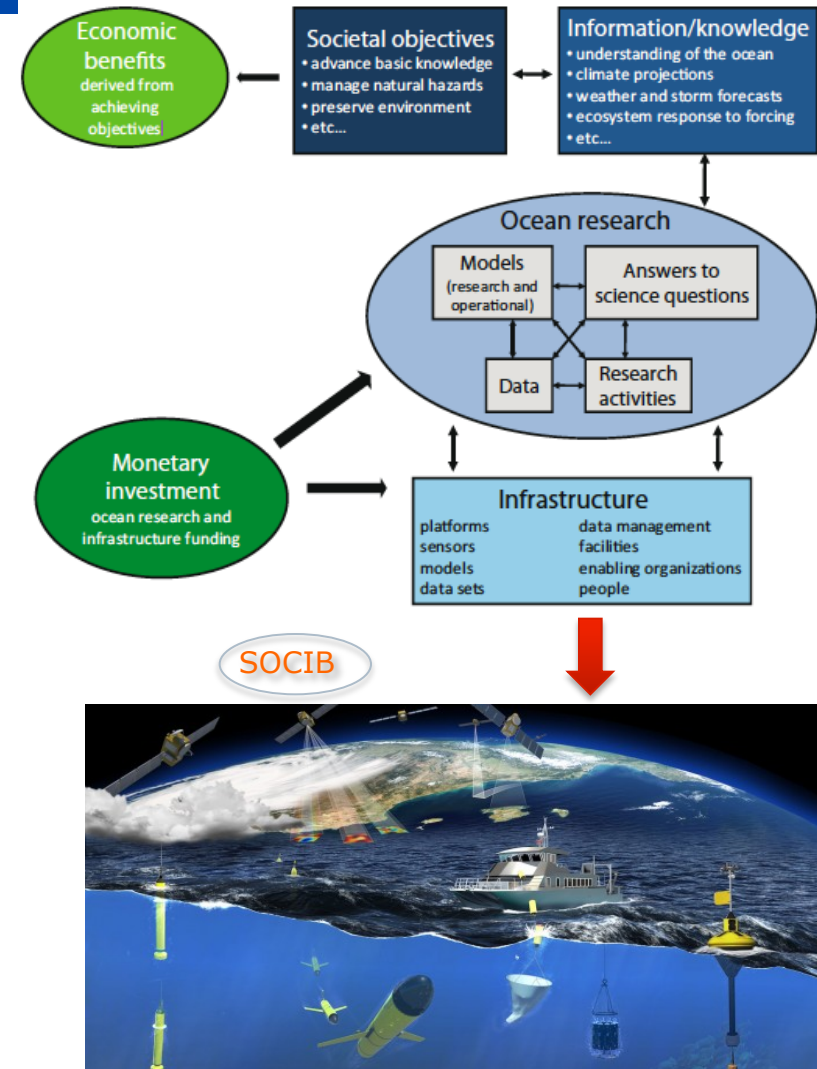 Economic
benefits
derived from
achieving
objectives
Societal objectives
• advance basic knowledge
• manage natural hazards
• preserve environment
• etc...
Information/knowledge
• understanding of the ocean
• climate projections
• weather and storm forecasts
• ecosystem response to forcing
• etc...
Ocean research
Models
(research and
operational)
Answers to
science questions
Data
Research
activities
Monetary
investment
ocean research and
infrastructure funding
Infrastructure
platforms
sensors
models
data sets
data management
facilities
enabling organizations
people
SOCIB